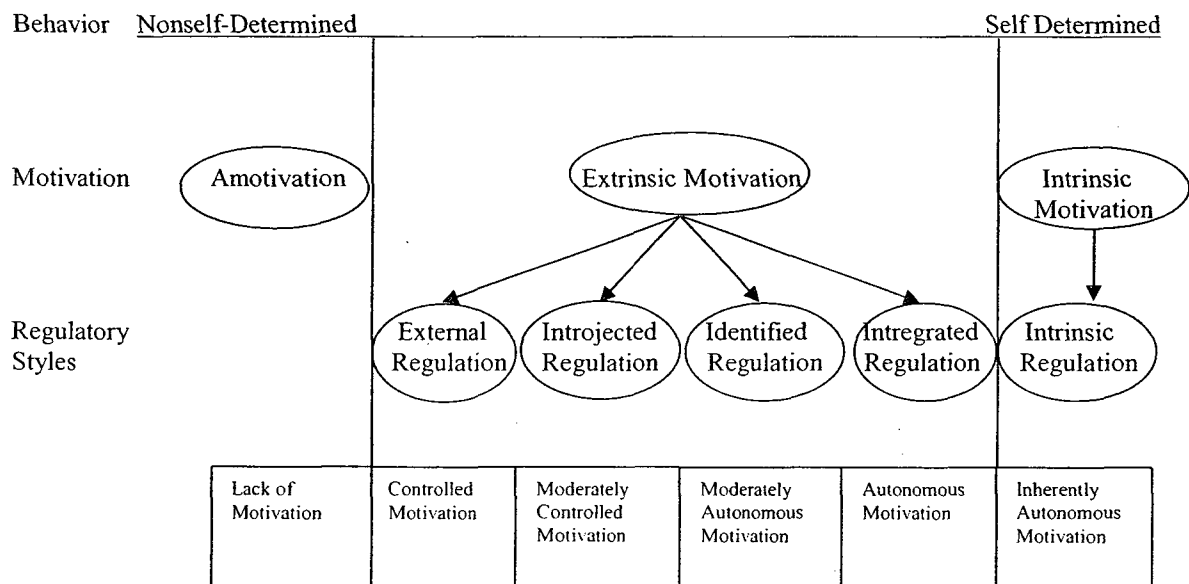 Behavior Nonself-Determined Self Determined
Motivation Amotivation Extrinsic Motivation Intrinsic
Motivation
Regulatory External Introjected Identified Intregrated Intrinsic
Styles Regulation Regulation Regulation Regulation Regulation
Lack of Controlled Moderately Moderately Autonomous Inherently
Motivation Motivation Controlled Autonomous Motivation Autonomous
Motivation Motivation Motivation